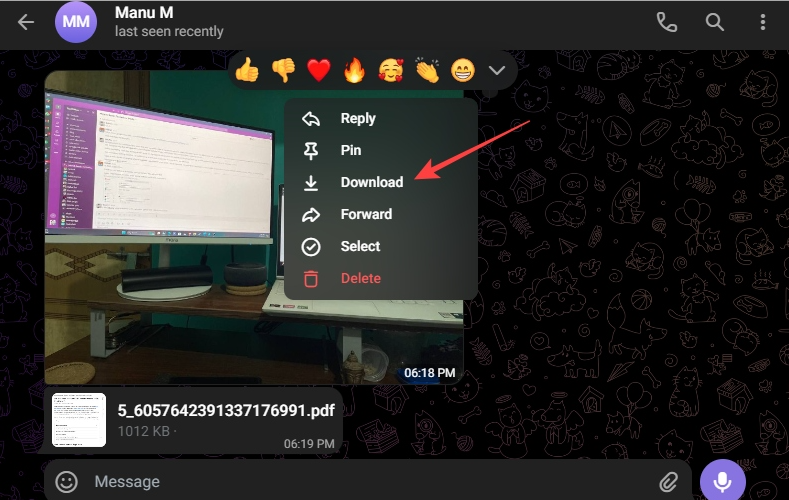 MM
Manu M
last seen recently
Reply
Pin
Download
Forward
Select
Delete
06:18 PM
5_6057642391337176991.pdf
1012 KB ·
06:19 PM
Message